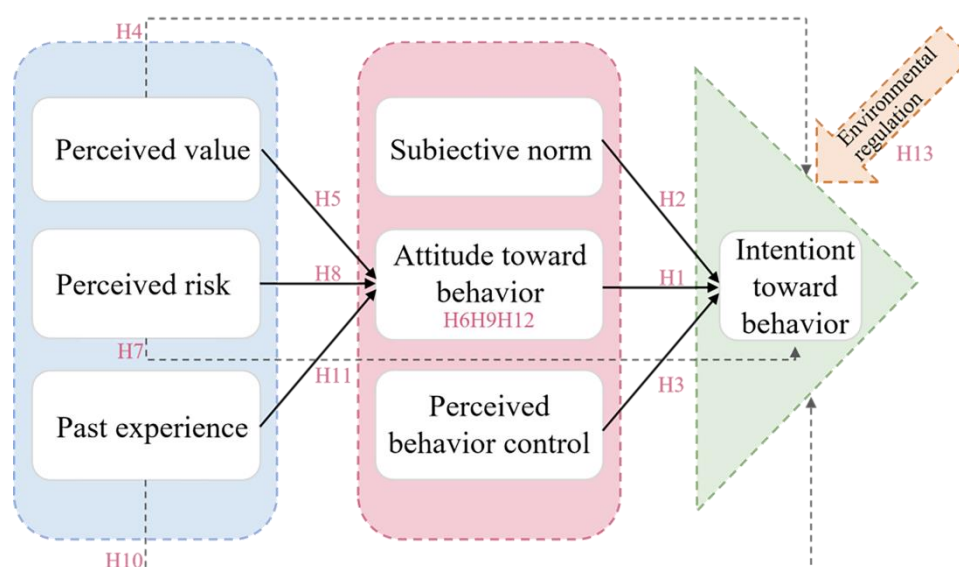 H4
Perceived value
Perceived risk
Past experience
H5
H8
H7
H11
H10
Subiective norm
Attitude toward
behavior
H6H9H12
Perceived
behavior control
H2
H1
H3
Intentiont
toward
behavior
Environmental
regulation
H13